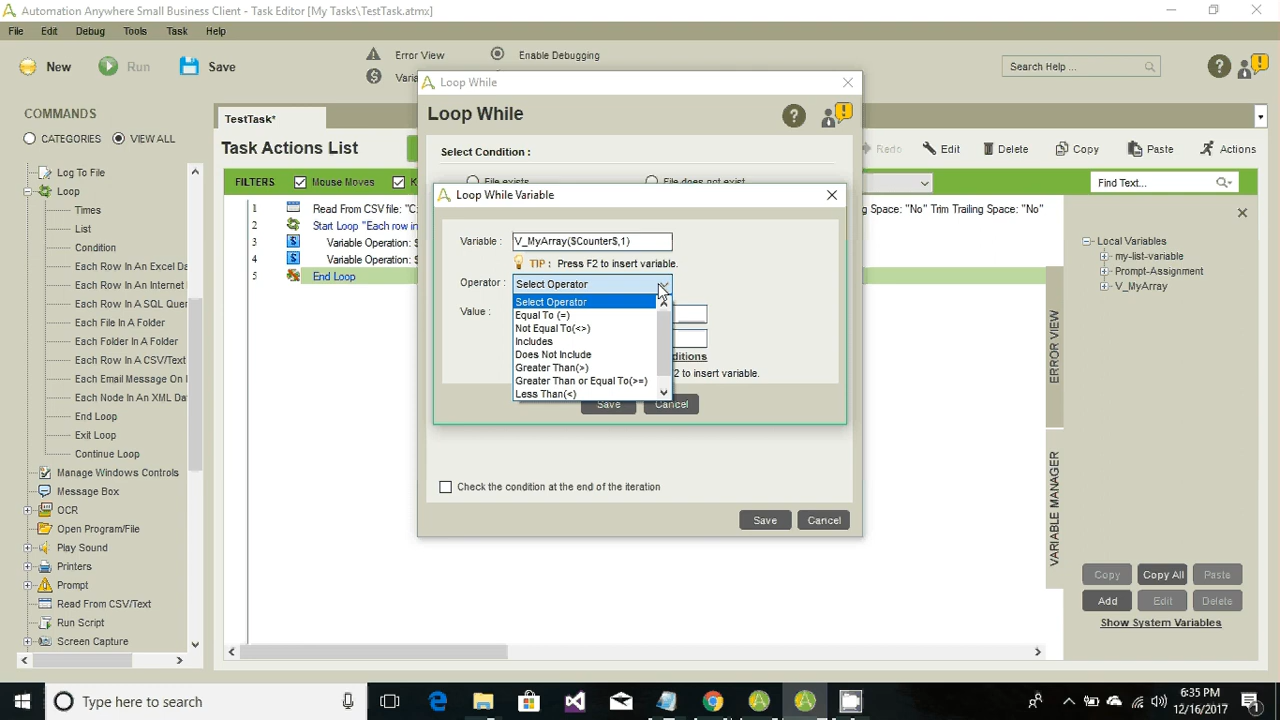 Automation Anywhere Small Business Client - Task Editor [My Tasks\TestTask.atmx]
File Edit Debug Tools Task Help
New Run Save
Error View Enable Debugging
Search Help ...
COMMANDS
CATEGORIES VIEW ALL
Log To File
Loop
Times
List
Condition
Each Row In An Excel Da
Each Row In A SQL Quer
Each File In A Folder
Each Folder In A Folder
Each Row In A CSV/Text
Each Email Message On
Each Node In An XML Da
End Loop
Exit Loop
Continue Loop
Manage Windows Controls
Message Box
OCR
Open Program/File
Play Sound
Printers
Prompt
Read From CSV/Text
Run Script
Screen Capture
TestTask*
Task Actions List
Redo Edit Delete Copy Paste Actions
FILTERS Mouse Moves
Find Text...
1 Read From CSV file: "C: ing Space: "No" Trim Trailing Space: "No"
2 Start Loop "Each row in
3 Variable Operation: $
4 Variable Operation: $
5 End Loop
Loop While
Loop While
Select Condition :
File exists File does not exist
Loop While Variable
Variable : V_MyArray($Counter$,1)
TIP : Press F2 to insert variable.
Operator : Select Operator
Select Operator
Equal To (=)
Value :
Not Equal To(<>)
Includes
Does Not Include
ditions
Greater Than(>)
2 to insert variable.
Greater Than or Equal To(>=)
Less Than(<)
Save Cancel
Check the condition at the end of the iteration
Save Cancel
ERROR VIEW
VARIABLE MANAGER
Local Variables
my-list-variable
Prompt-Assignment
V_MyArray
Copy Copy All Paste
Add Edit Delete
Show System Variables
Type here to search
6:35 PM
12/16/2017